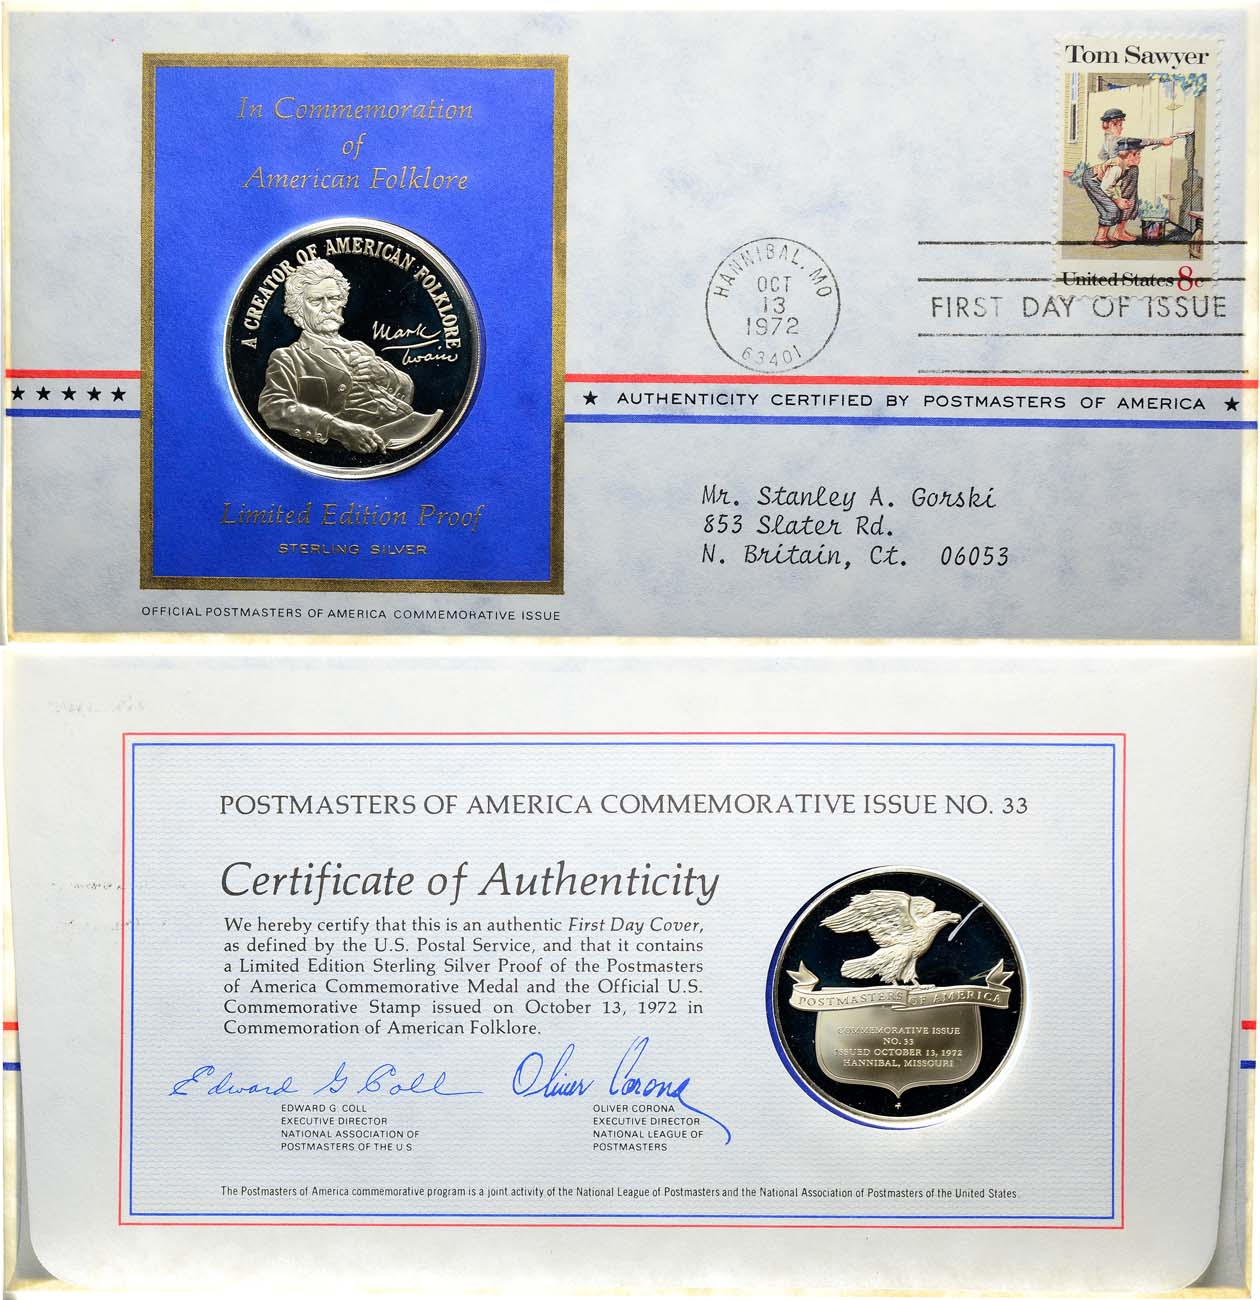 In Commemoration
of
American Folklore
A CREATOR OF AMERICAN FOLKLORE
Mark
Twain
Limited Edition Proof
STERLING SILVER
OFFICIAL POSTMASTERS OF AMERICA COMMEMORATIVE ISSUE
Tom Sawyer
United States 8c
HANNIBAL, MO
OCT
13
1972
63401
FIRST DAY OF ISSUE
★★★★★
★ AUTHENTICITY CERTIFIED BY POSTMASTERS OF AMERICA ★
Mr. Stanley A. Gorski
853 Slater Rd.
N. Britain, Ct. 06053
POSTMASTERS OF AMERICA COMMEMORATIVE ISSUE NO. 33
Certificate of Authenticity
We hereby certify that this is an authentic First Day Cover,
as defined by the U.S. Postal Service, and that it contains
a Limited Edition Sterling Silver Proof of the Postmasters
of America Commemorative Medal and the Official U.S.
Commemorative Stamp issued on October 13, 1972 in
Commemoration of American Folklore.
Edward G Coll
EDWARD G. COLL
EXECUTIVE DIRECTOR
NATIONAL ASSOCIATION OF
POSTMASTERS OF THE U.S.
Oliver Corona
OLIVER CORONA
EXECUTIVE DIRECTOR
NATIONAL LEAGUE OF
POSTMASTERS
POSTMASTERS OF AMERICA
COMMEMORATIVE ISSUE
NO. 33
ISSUED OCTOBER 13, 1972
HANNIBAL, MISSOURI
The Postmasters of America commemorative program is a joint activity of the National League of Postmasters and the National Association of Postmasters of the United States.